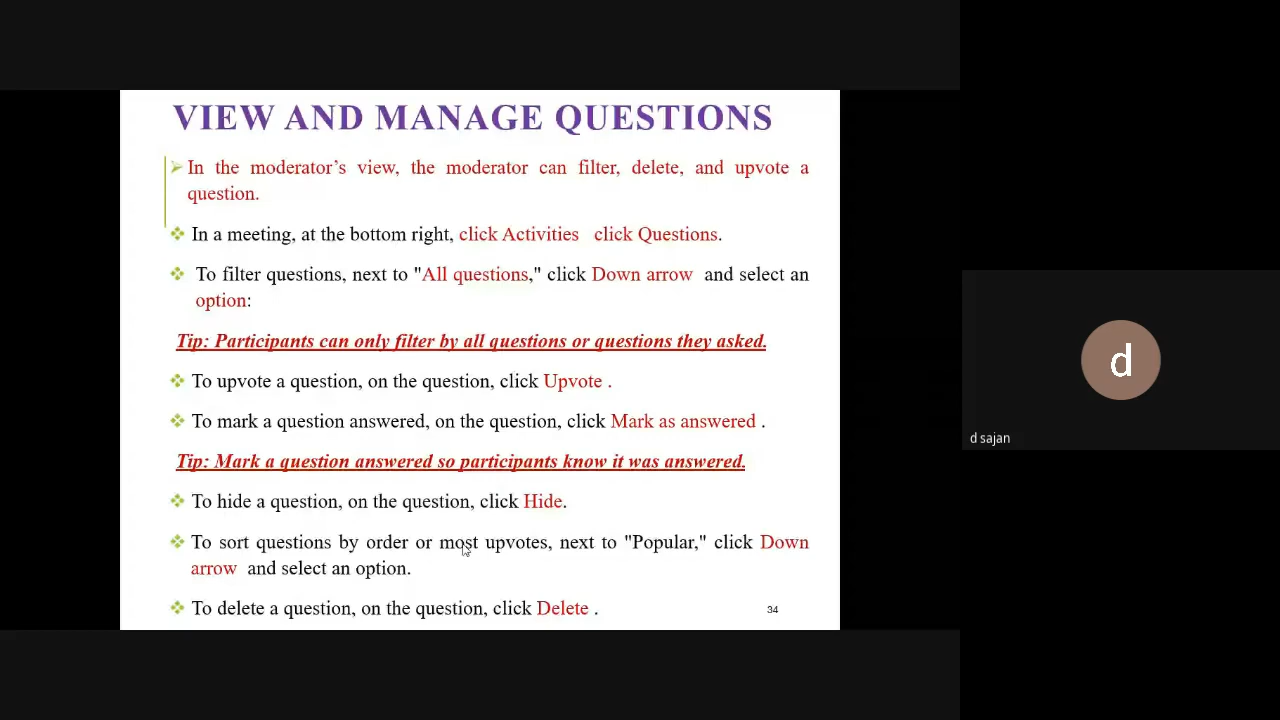 VIEW AND MANAGE QUESTIONS
In the moderator's view, the moderator can filter, delete, and upvote a
question.
In a meeting, at the bottom right, click Activities click Questions.
To filter questions, next to "All questions," click Down arrow and select an
option:
Tip: Participants can only filter by all questions or questions they asked.
To upvote a question, on the question, click Upvote .
To mark a question answered, on the question, click Mark as answered .
Tip: Mark a question answered so participants know it was answered.
To hide a question, on the question, click Hide.
To sort questions by order or most upvotes, next to "Popular," click Down
arrow and select an option.
To delete a question, on the question, click Delete .
34
d
d sajan